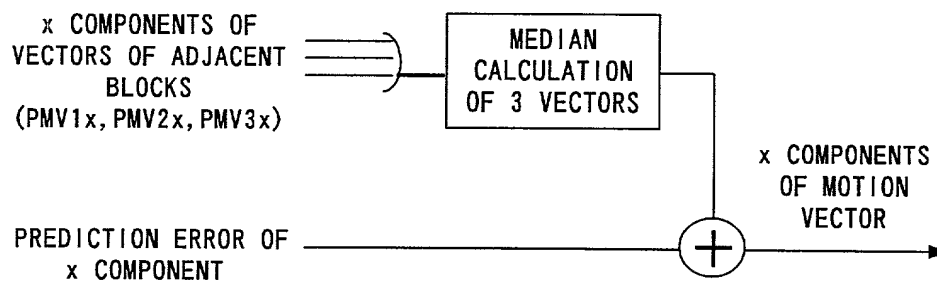 x COMPONENTS OF
VECTORS OF ADJACENT
BLOCKS
(PMV1x, PMV2x, PMV3x)
MEDIAN
CALCULATION
OF 3 VECTORS
x COMPONENTS
OF MOTION
VECTOR
PREDICTION ERROR OF
x COMPONENT
+